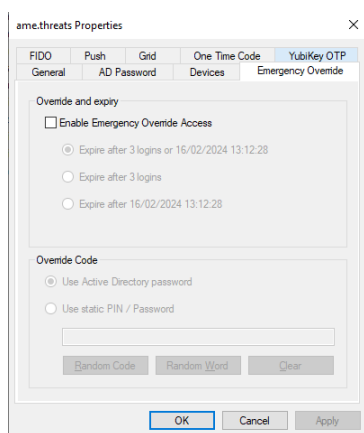 ame.threats Properties
FIDO Push Grid One Time Code YubiKey OTP
General AD Password Devices Emergency Override
Override and expiry
Enable Emergency Override Access
Expire after 3 logins or 16/02/2024 13:12:28
Expire after 3 logins
Expire after 16/02/2024 13:12:28
Override Code
Use Active Directory password
Use static PIN / Password
Random Code Random Word Clear
OK Cancel Apply